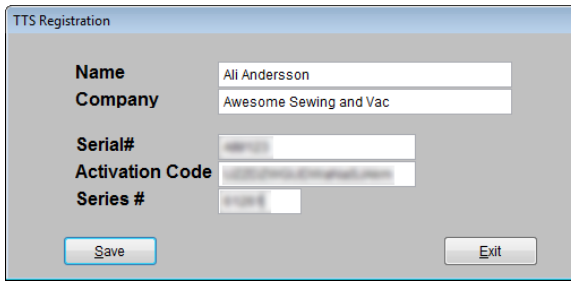 TTS Registration
Name Ali Andersson
Company Awesome Sewing and Vac
Serial#
Activation Code
Series #
Save Exit